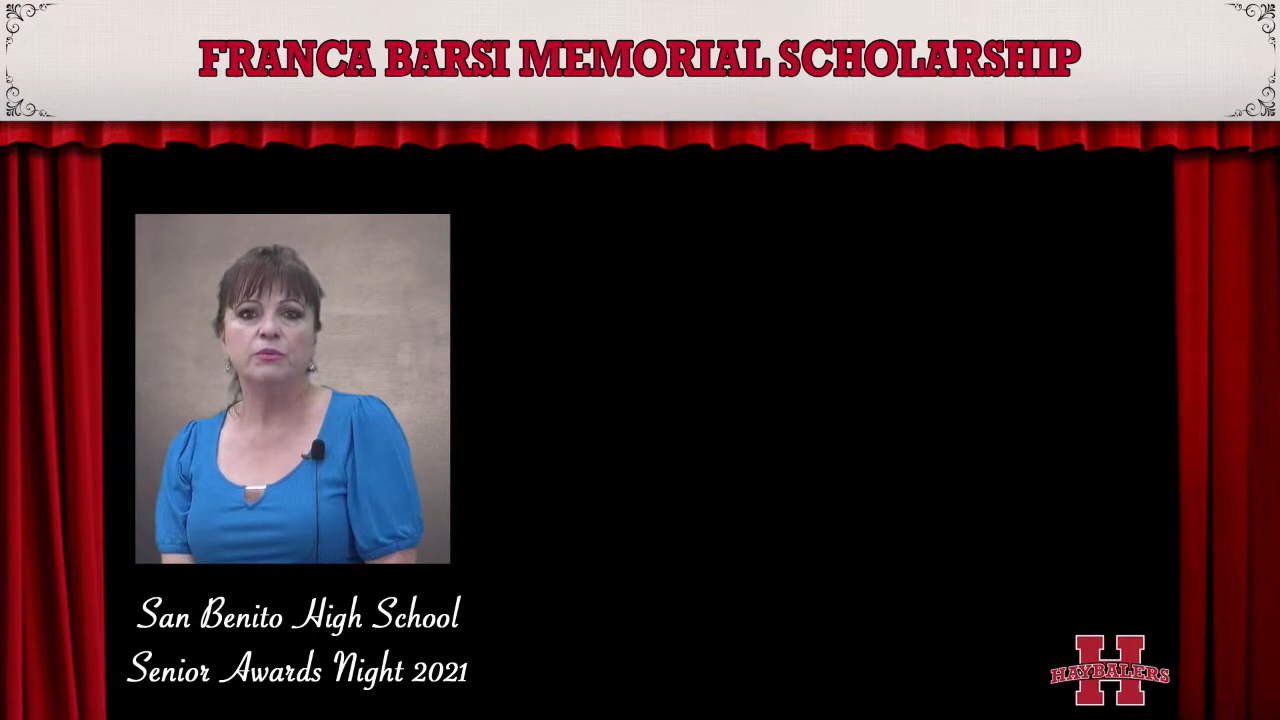 FRANCA BARSI MEMORIAL SCHOLARSHIP
San Benito High School
Senior Awards Night 2021
H
HAYBALERS